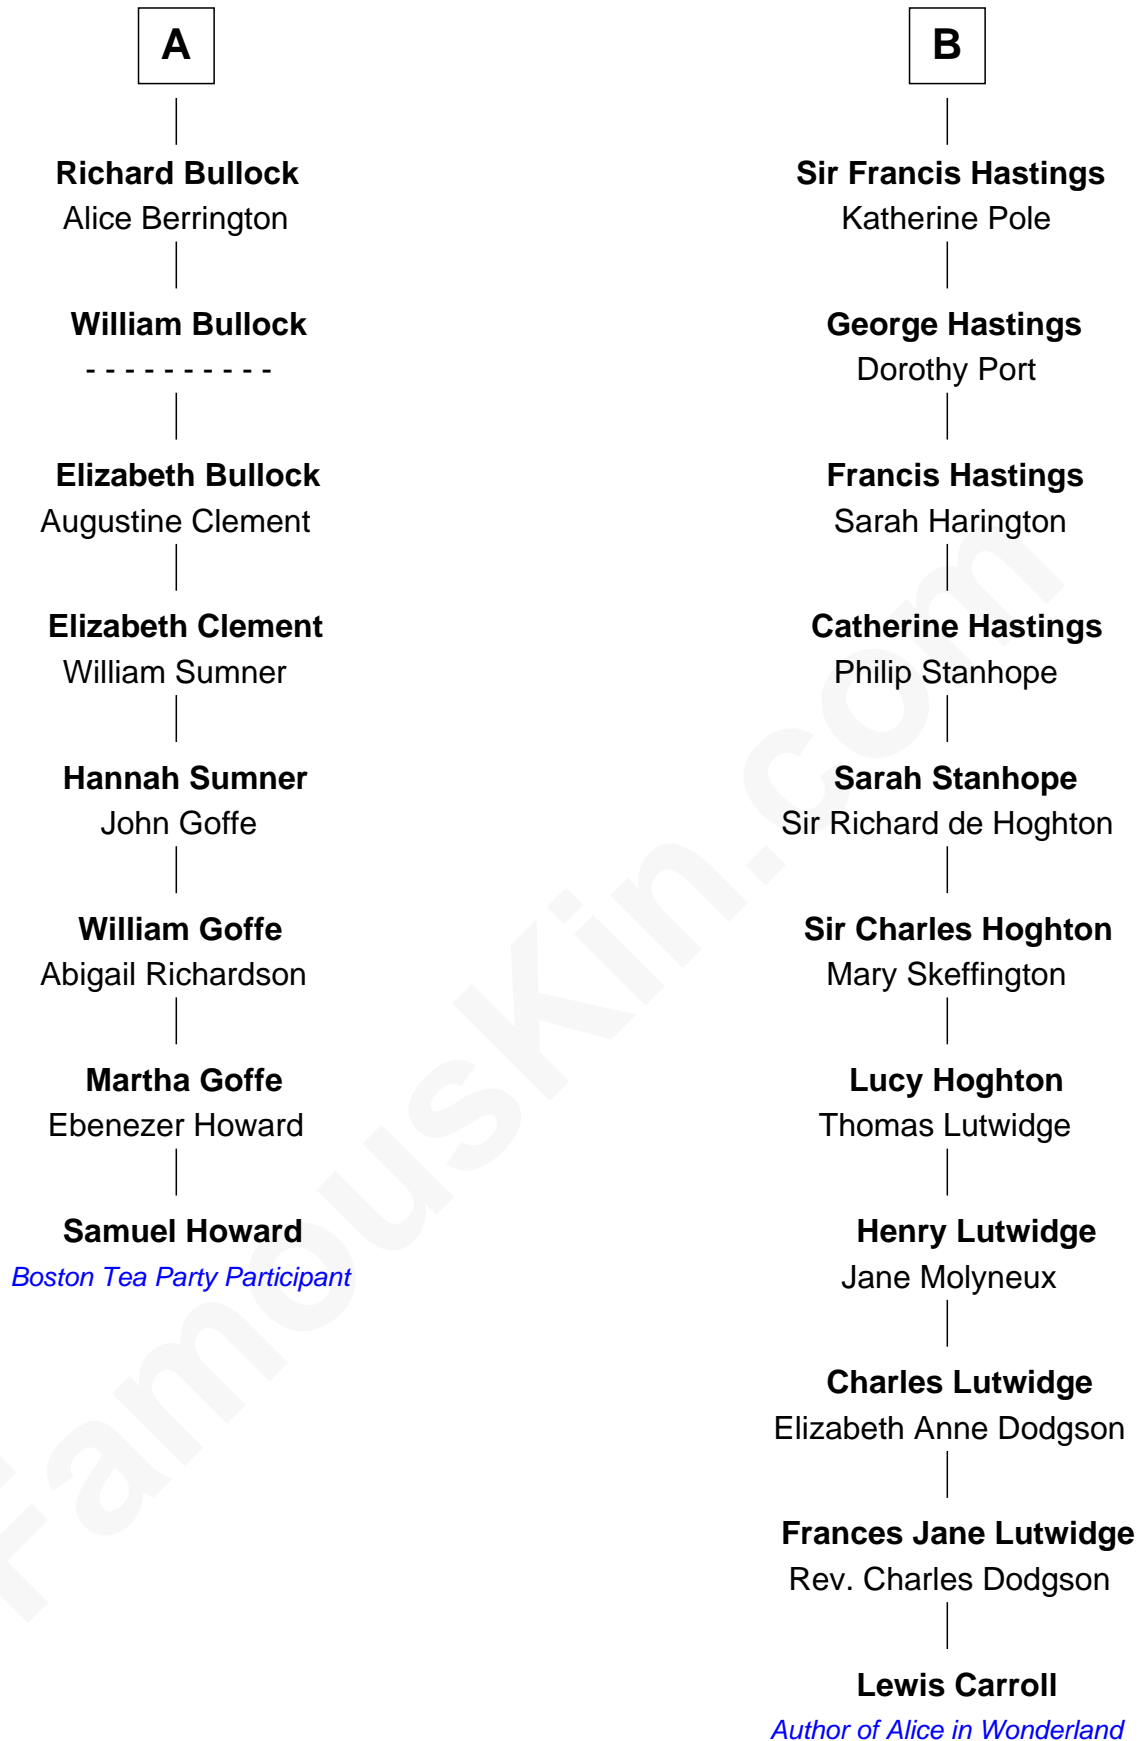 A
Richard Bullock
Alice Berrington
William Bullock
- - - - - - - - - -
Elizabeth Bullock
Augustine Clement
Elizabeth Clement
William Sumner
Hannah Sumner
John Goffe
William Goffe
Abigail Richardson
Martha Goffe
Ebenezer Howard
Samuel Howard
Boston Tea Party Participant
B
Sir Francis Hastings
Katherine Pole
George Hastings
Dorothy Port
Francis Hastings
Sarah Harington
Catherine Hastings
Philip Stanhope
Sarah Stanhope
Sir Richard de Hoghton
Sir Charles Hoghton
Mary Skeffington
Lucy Hoghton
Thomas Lutwidge
Henry Lutwidge
Jane Molyneux
Charles Lutwidge
Elizabeth Anne Dodgson
Frances Jane Lutwidge
Rev. Charles Dodgson
Lewis Carroll
Author of Alice in Wonderland
FamousKin.com